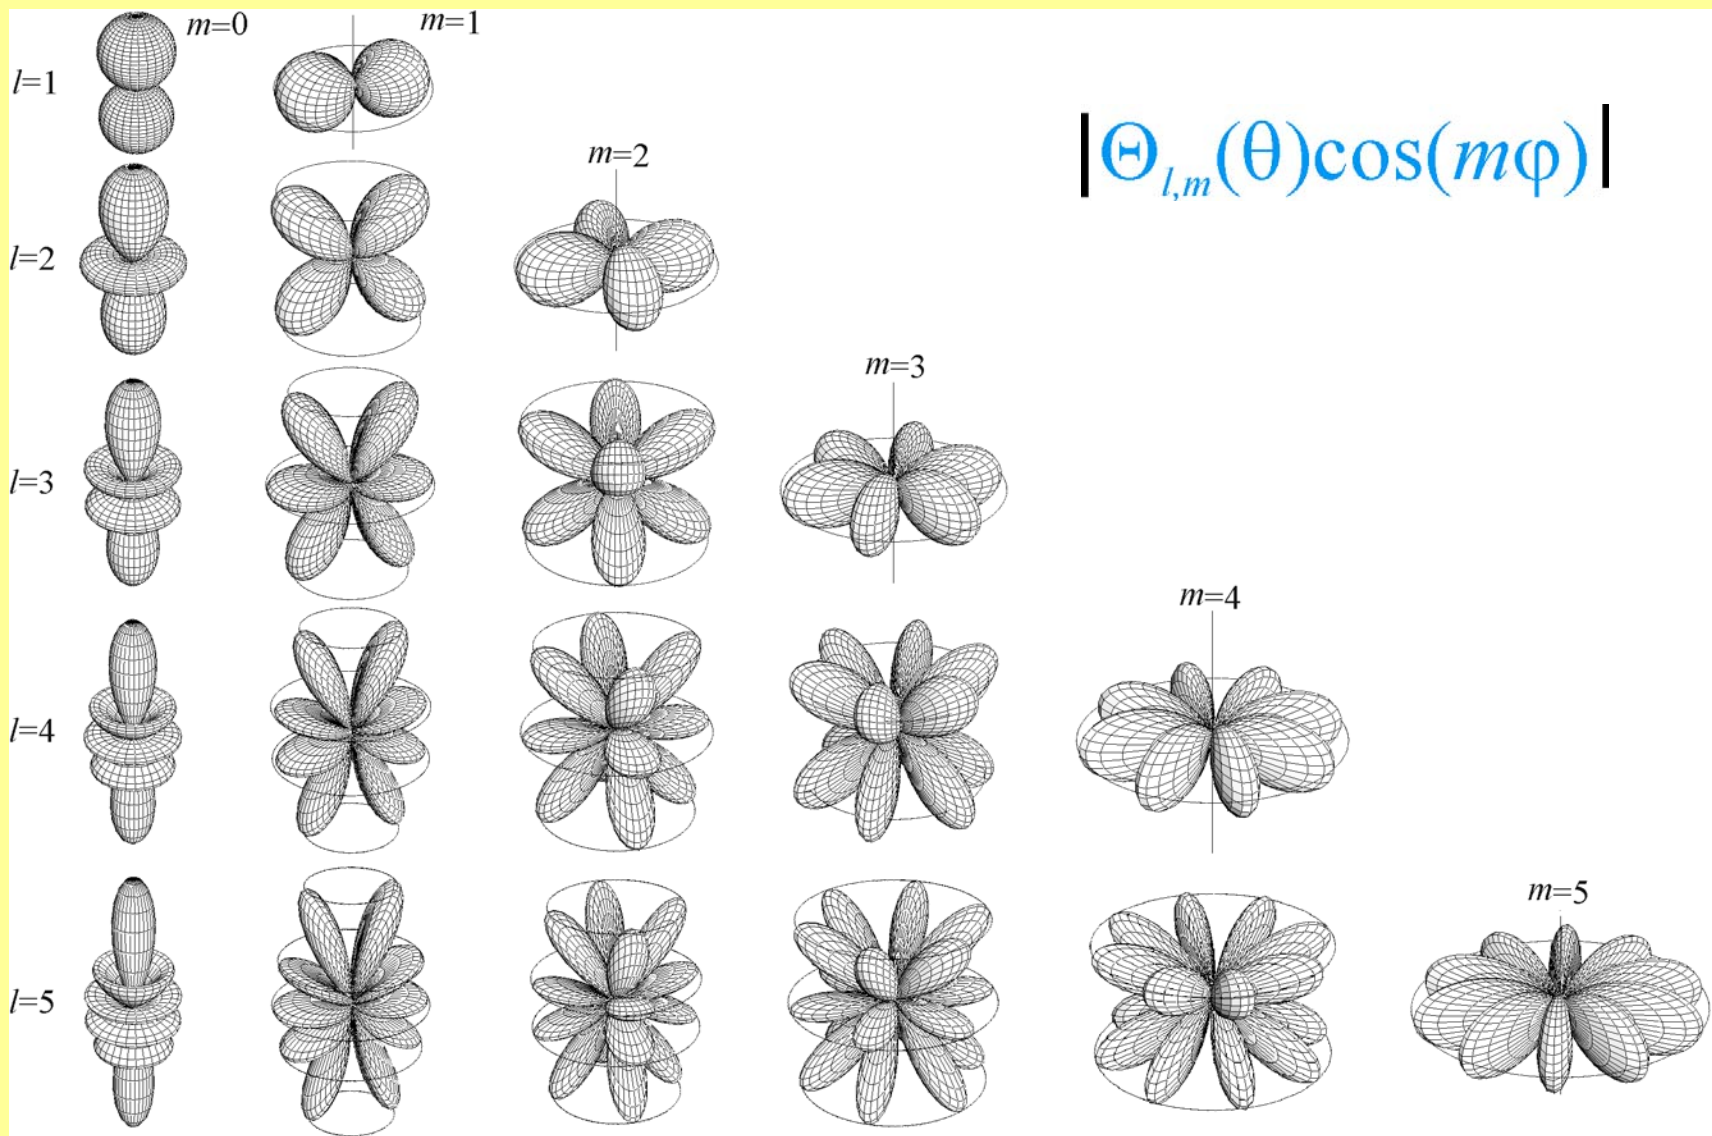 m=0
m=1
l=1
|Θl,m(θ)cos(mφ)|
m=2
l=2
m=3
l=3
m=4
l=4
m=5
l=5